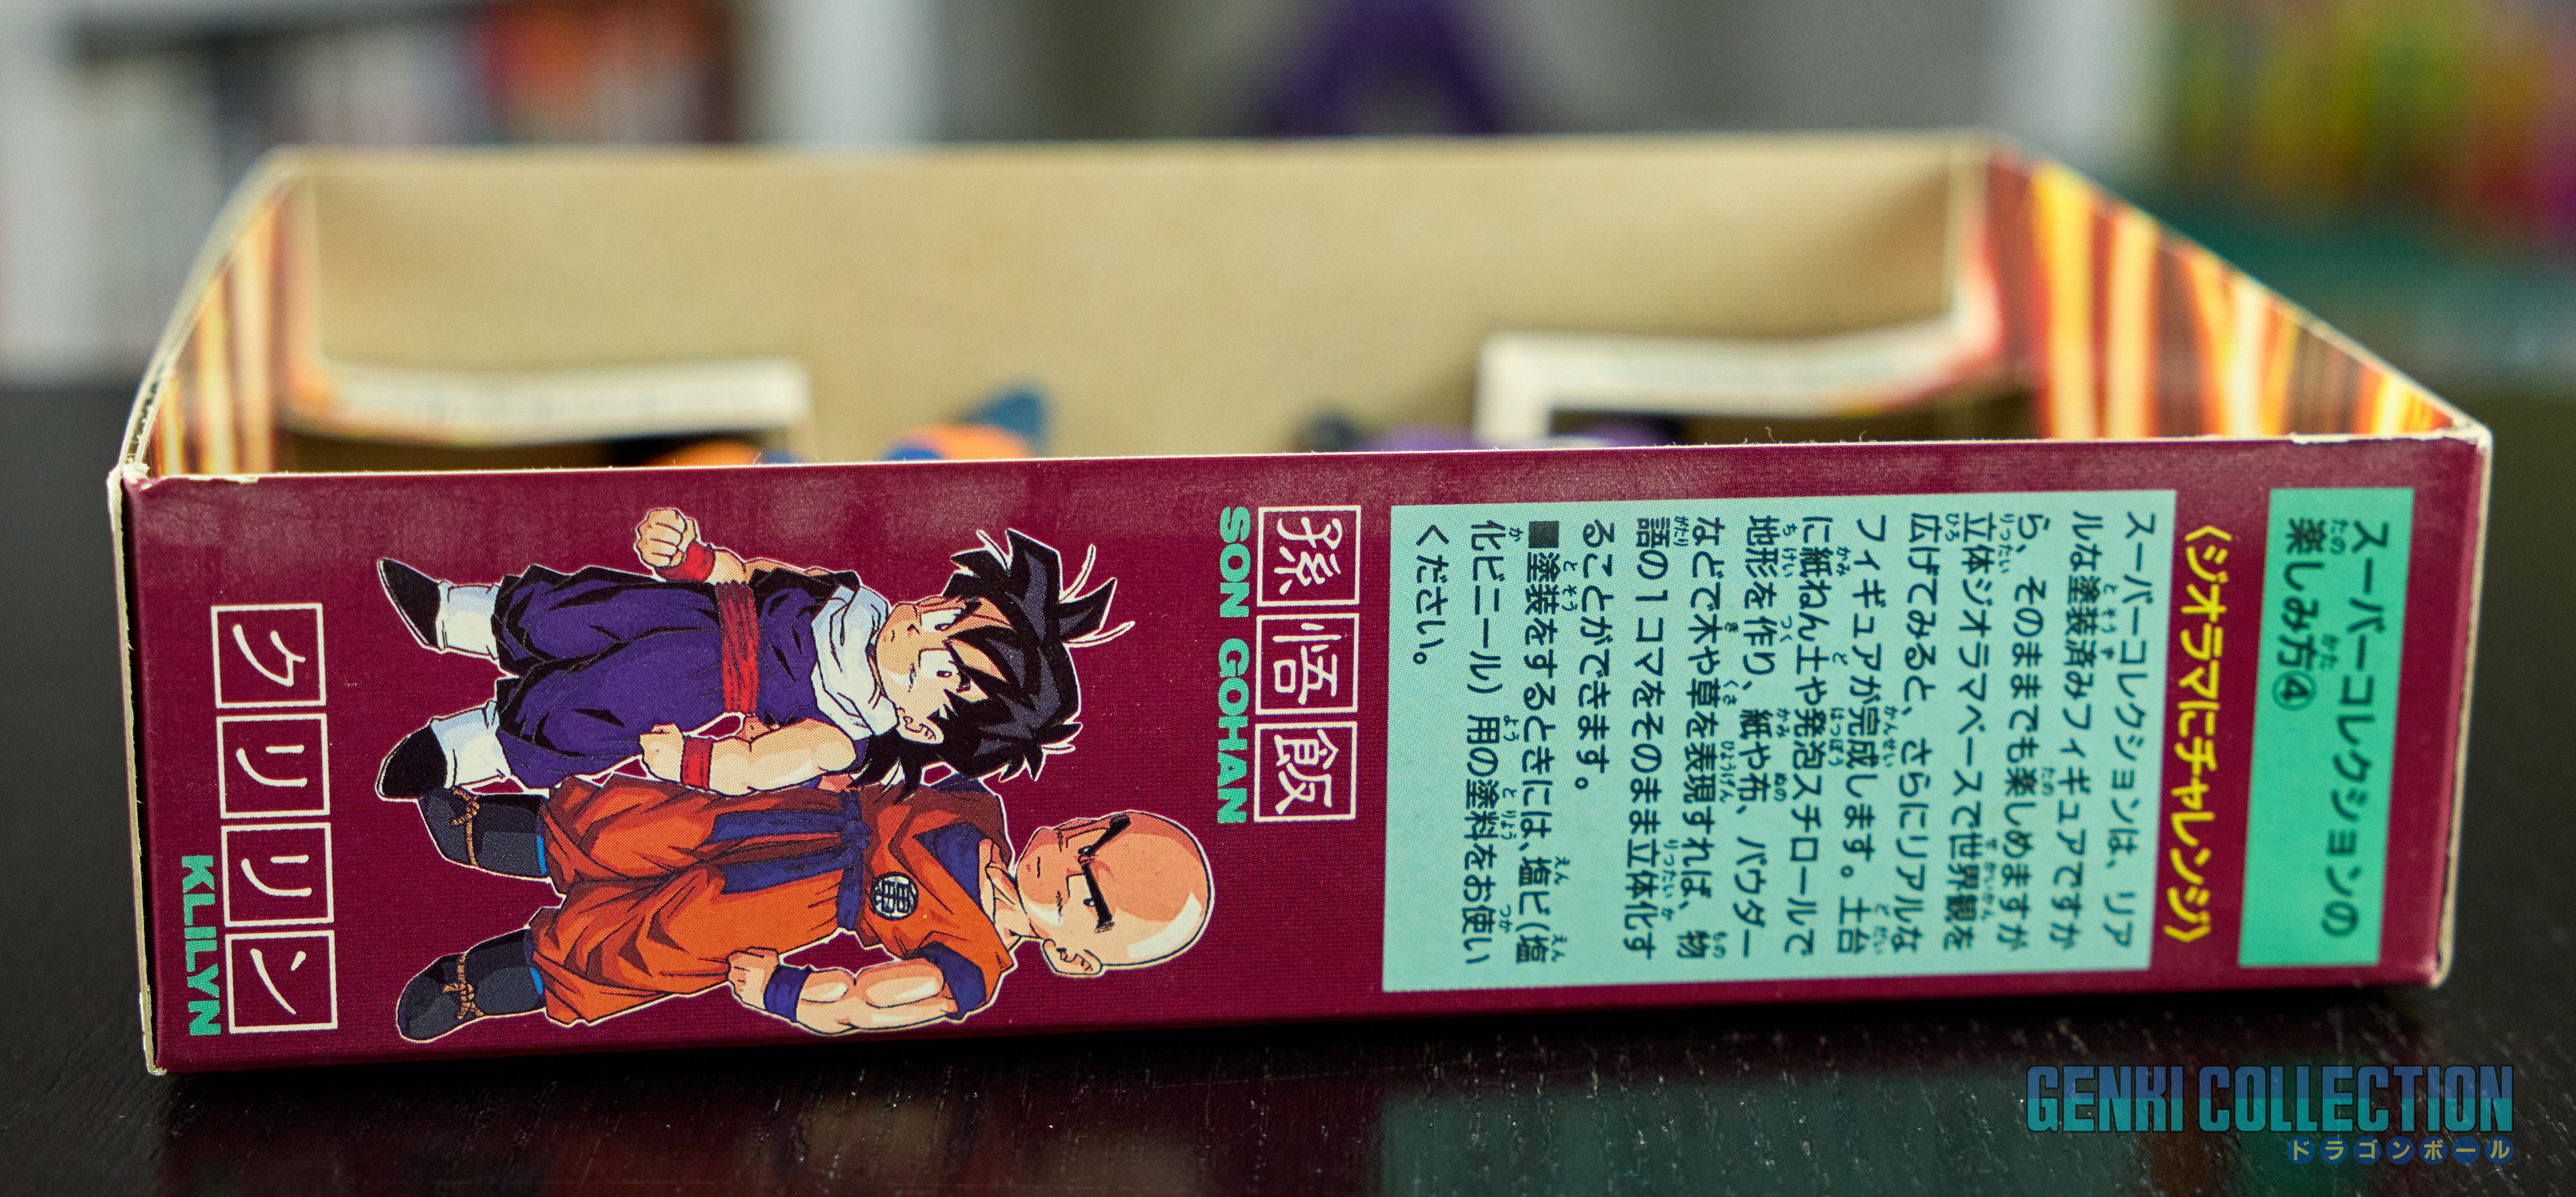 スーパーコレクションの
楽しみ方④
〈ジオラマにチャレンジ〉
スーパーコレクションは、リア
ルな塗装済みフィギュアですか
ら、そのままでも楽しめますが
立体ジオラマベースで世界観を
広げてみると、さらにリアルな
フィギュアが完成します。土台
に紙ねん土や発泡スチロールで
地形を作り、紙や布、パウダー
などで木や草を表現すれば、物
語の1コマをそのまま立体化す
ることができます。
■塗装をするときには、塩ビ(塩
化ビニール)用の塗料をお使い
ください。
孫悟飯
SON GOHAN
クリリン
KLILYN
GENKI COLLECTION
ドラゴンボール